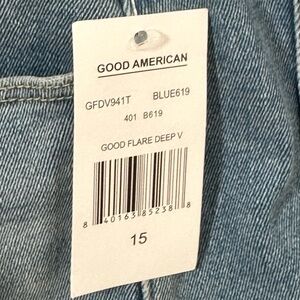 GOOD AMERICAN
GFDV941T BLUE619
401 B619
GOOD FLARE DEEP V
8 40163 85238 8
15